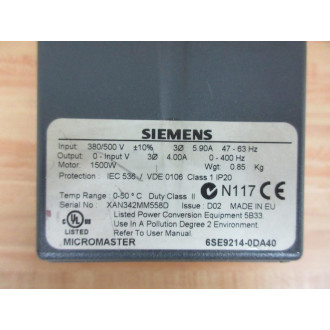 SIEMENS
Input: 380/500 V ±10% 3Ø 5.90A 47 - 63 Hz
Output: 0 - Input V 3Ø 4.00A 0 - 400 Hz
Motor: 1500W Wgt: 0.85 Kg
Protection: IEC 536 / VDE 0106 Class 1 IP20
N117 CE
Temp Range: 0-50 °C Duty Class II
Serial No: XAN342MM558D Issue: D02 MADE IN EU
UL LISTED
Listed Power Conversion Equipment 5B33.
Use In A Pollution Degree 2 Environment.
Refer To User Manual.
MICROMASTER 6SE9214-0DA40